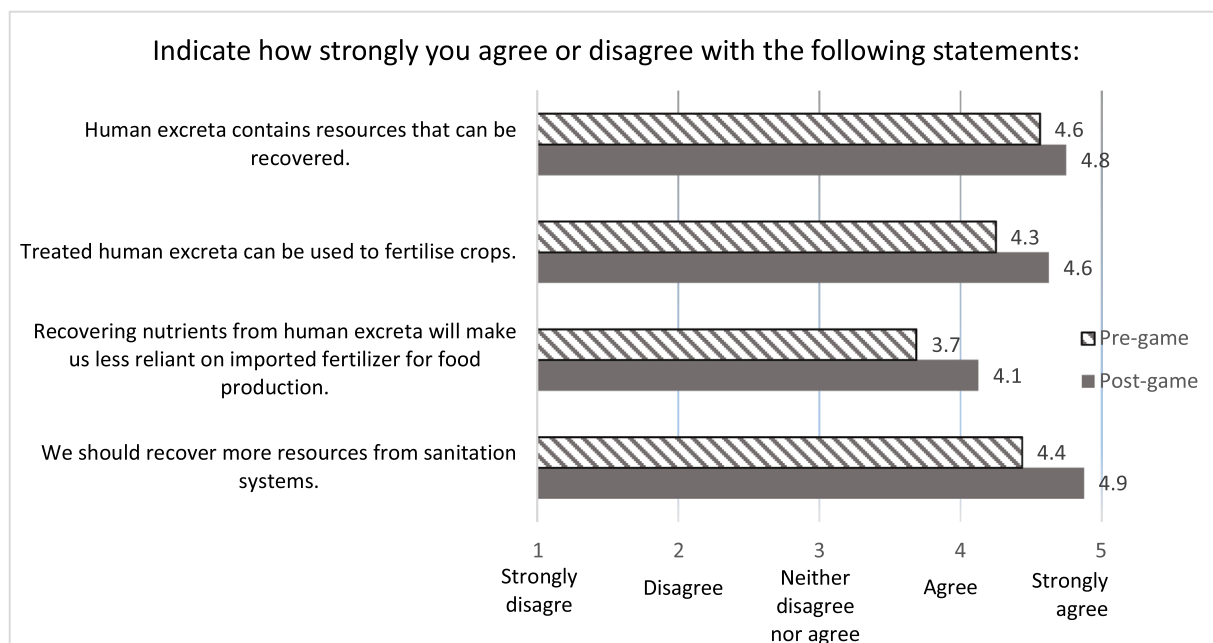 Indicate how strongly you agree or disagree with the following statements:
Human excreta contains resources that can be
recovered.
4.6
4.8
Treated human excreta can be used to fertilise crops.
4.3
4.6
Recovering nutrients from human excreta will make
us less reliant on imported fertilizer for food
production.
3.7
4.1
Pre-game
Post-game
We should recover more resources from sanitation
systems.
4.4
4.9
1
2
3
4
5
Strongly
disagre
Disagree
Neither
disagree
nor agree
Agree
Strongly
agree